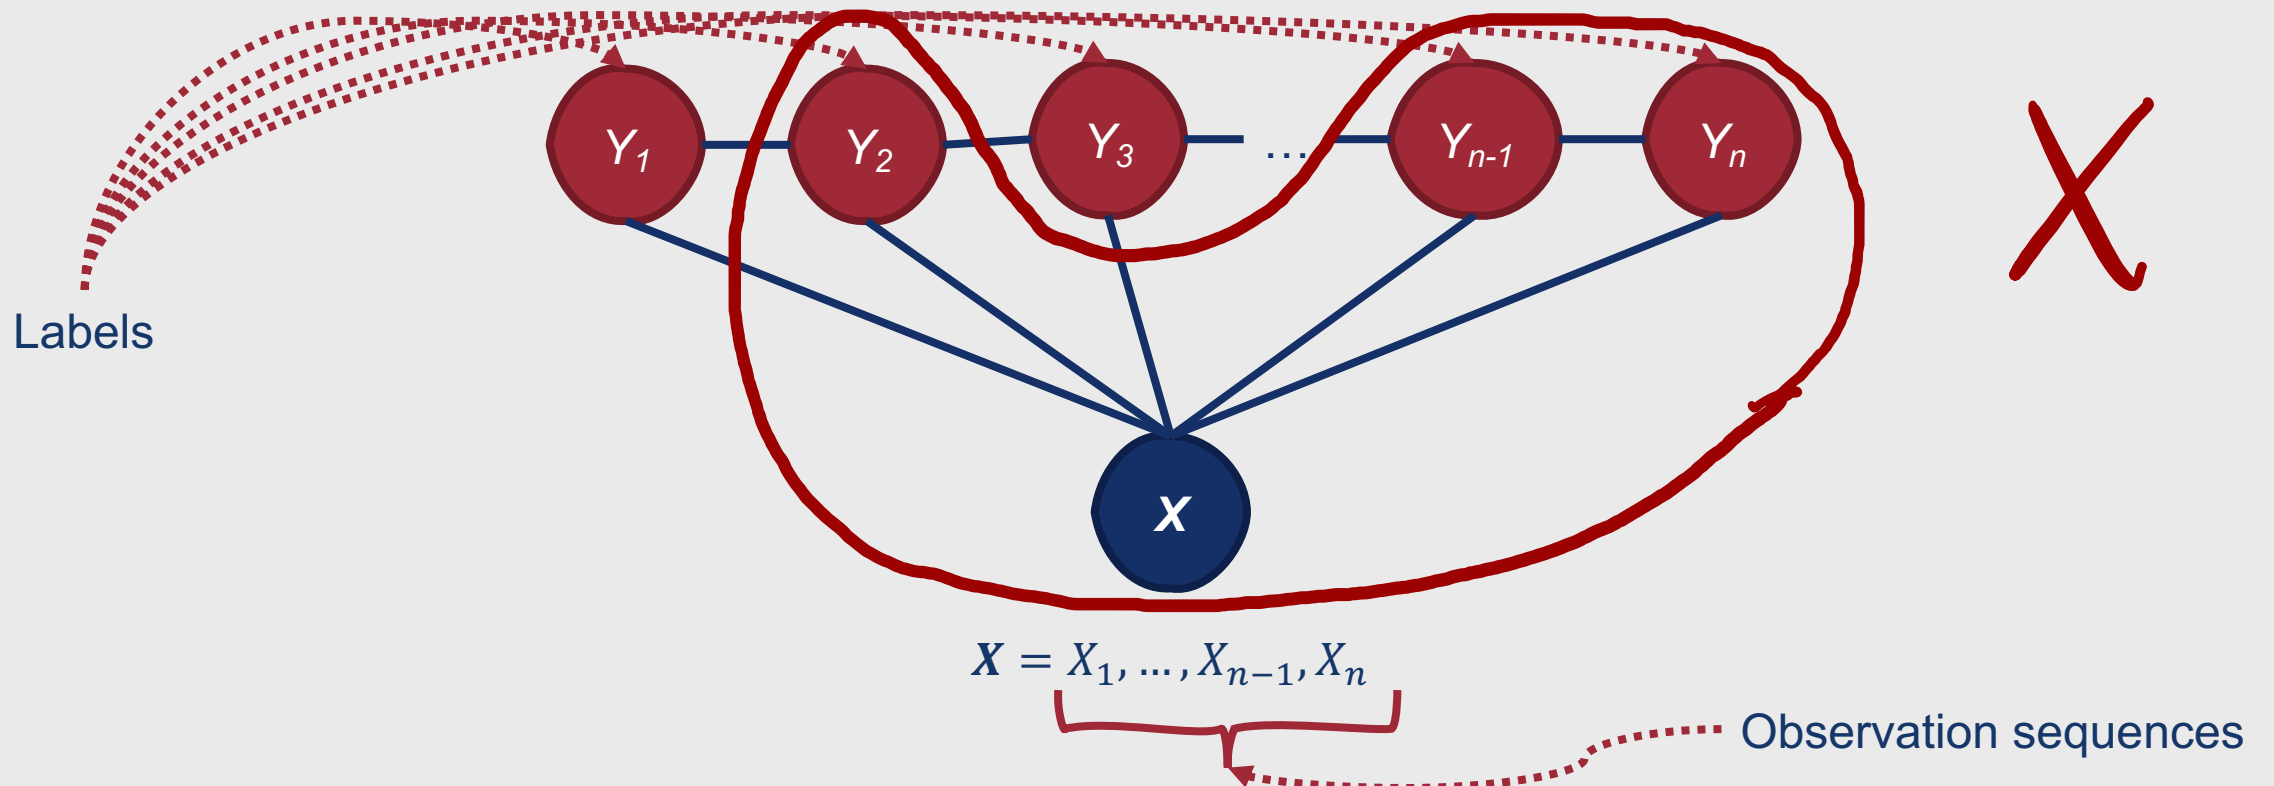 Y₁ Y₂ Y₃ ... Yₙ₋₁ Yₙ
X
Labels
X
X = X₁, ... , Xₙ₋₁, Xₙ
Observation sequences